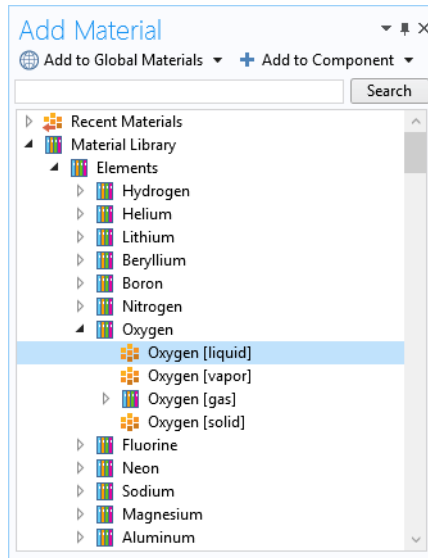 Add Material
Add to Global Materials + Add to Component
Search
Recent Materials
Material Library
Elements
Hydrogen
Helium
Lithium
Beryllium
Boron
Nitrogen
Oxygen
Oxygen [liquid]
Oxygen [vapor]
Oxygen [gas]
Oxygen [solid]
Fluorine
Neon
Sodium
Magnesium
Aluminum